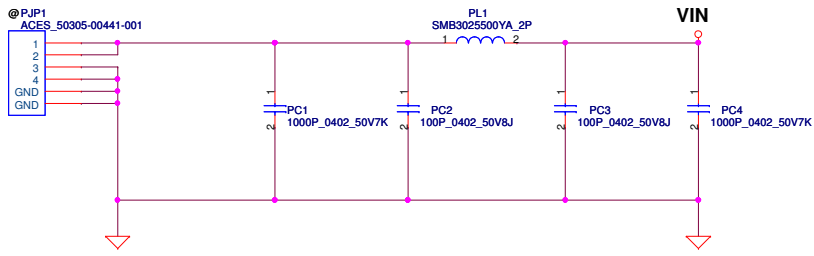 @ PJP1
ACES_50305-00441-001
1
2
3
4
GND
GND
PL1
SMB3025500YA_2P
1
2
VIN
1
2
PC1
1000P_0402_50V7K
1
2
PC2
100P_0402_50V8J
1
2
PC3
100P_0402_50V8J
1
2
PC4
1000P_0402_50V7K